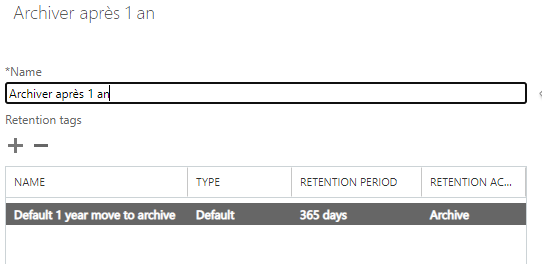 Archiver après 1 an
*Name
Archiver après 1 an
Retention tags
NAME TYPE RETENTION PERIOD RETENTION AC...
Default 1 year move to archive Default 365 days Archive